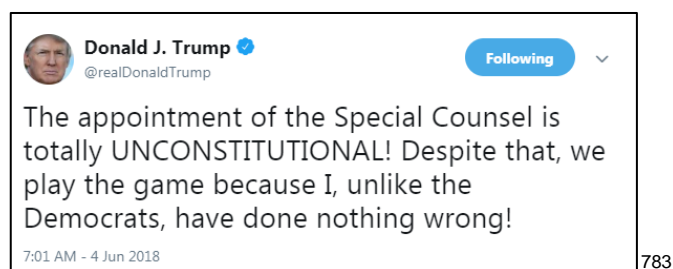 Donald J. Trump
@realDonaldTrump
Following
The appointment of the Special Counsel is
totally UNCONSTITUTIONAL! Despite that, we
play the game because I, unlike the
Democrats, have done nothing wrong!
7:01 AM - 4 Jun 2018
783